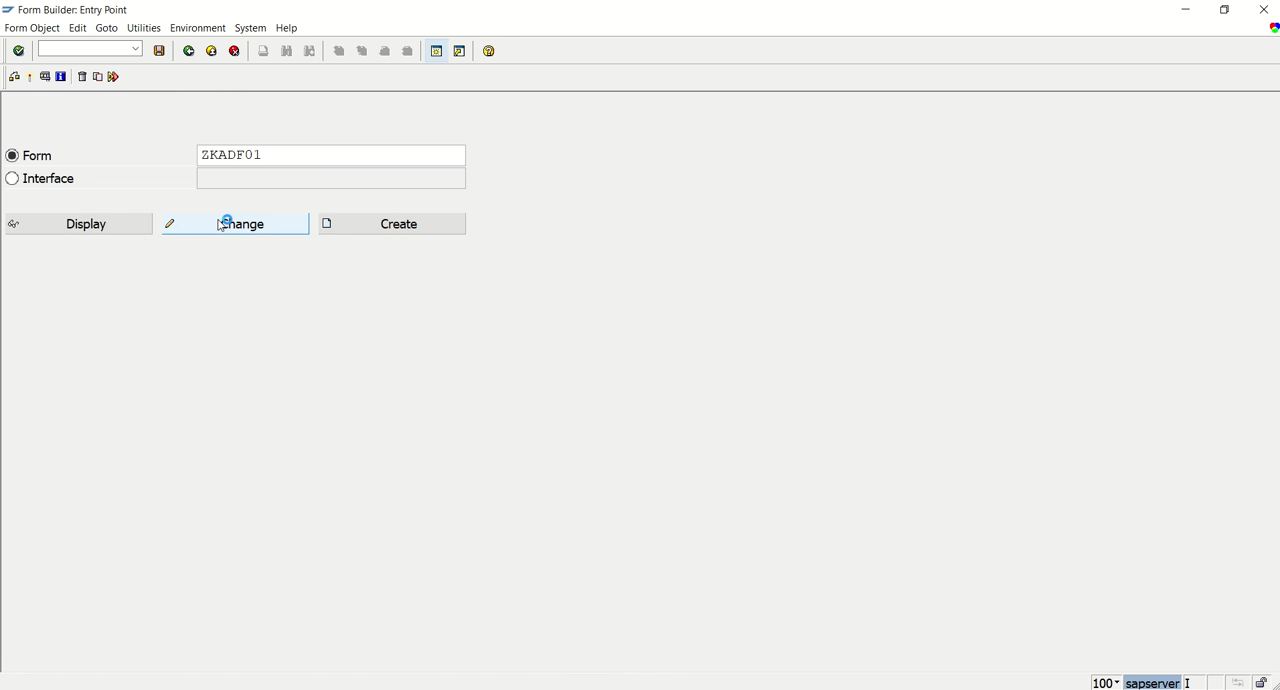 Form Builder: Entry Point
Form Object Edit Goto Utilities Environment System Help
Form ZKADF01
Interface
Display Change Create
100 sapserver